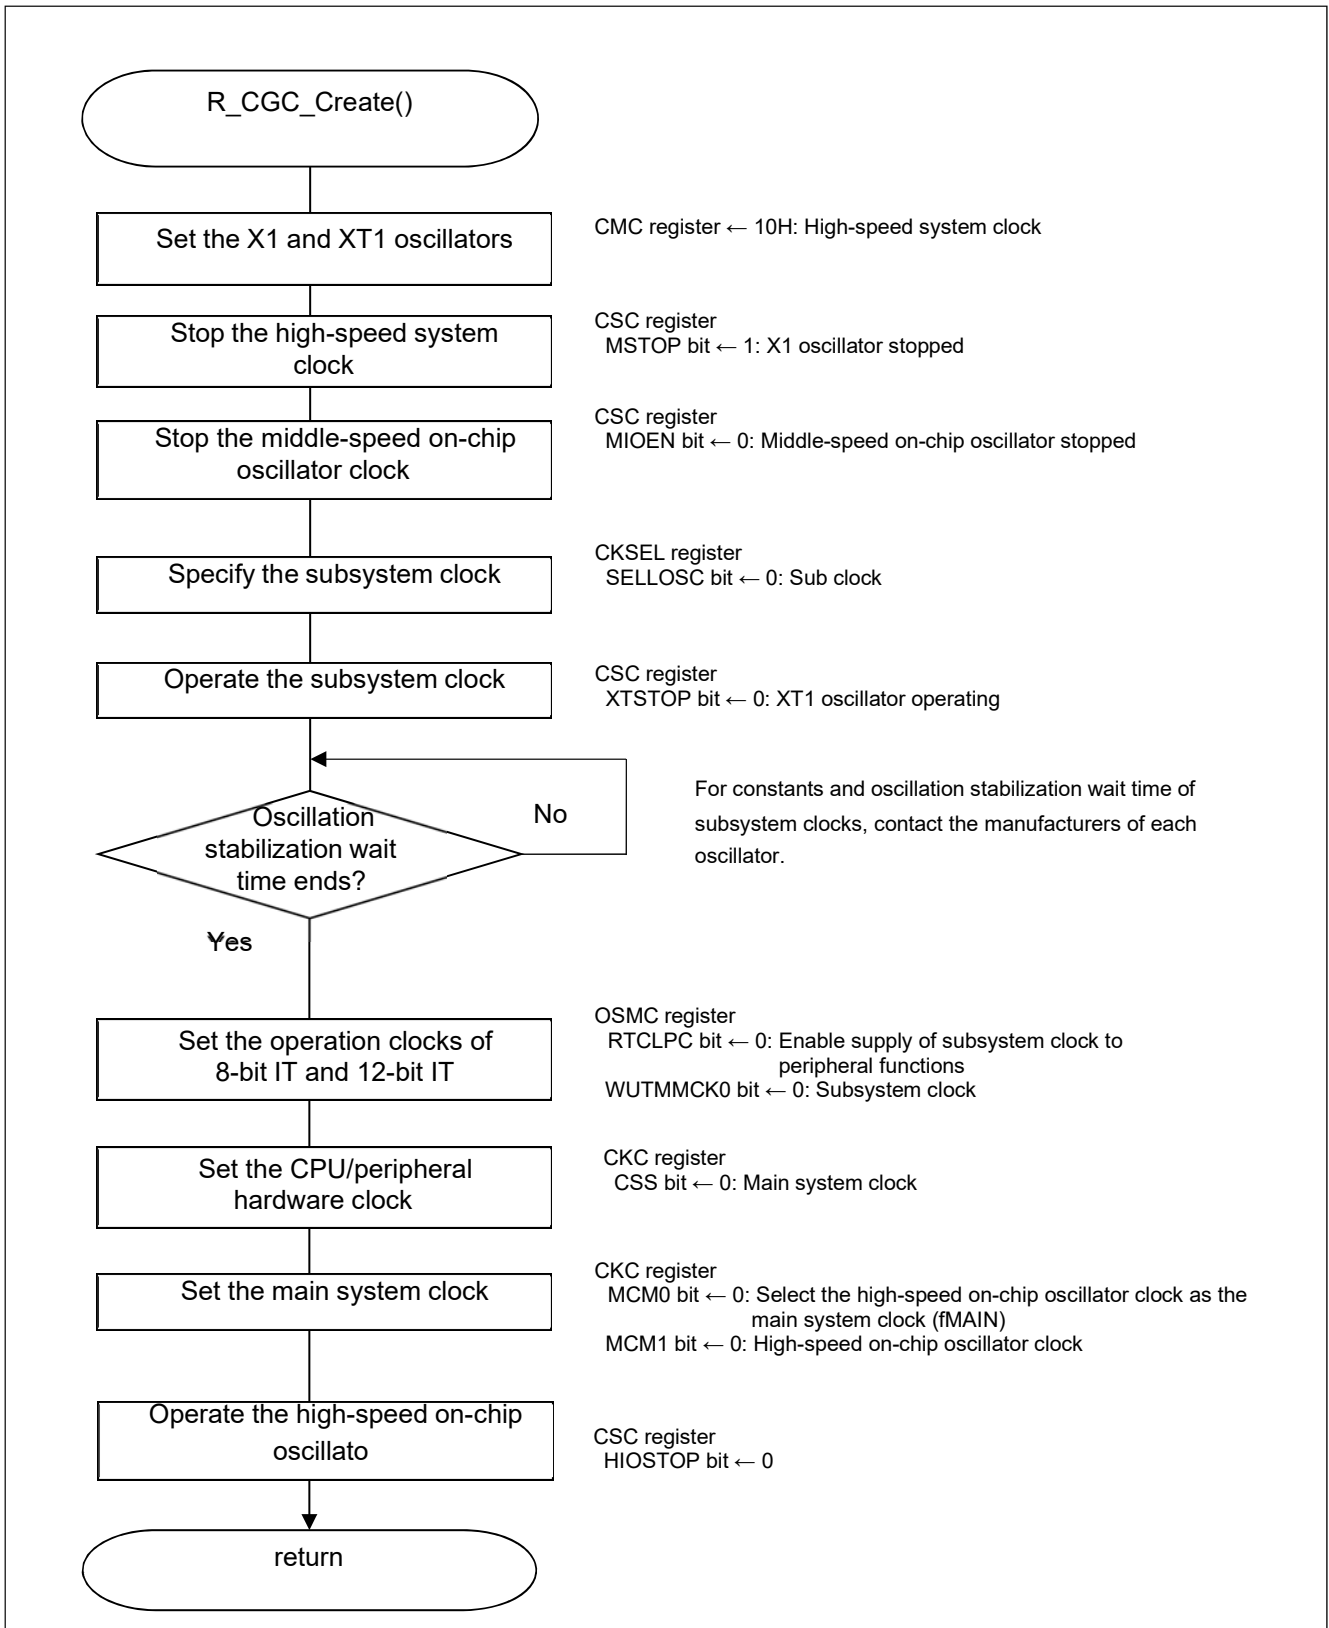 R_CGC_Create()
Set the X1 and XT1 oscillators
CMC register ← 10H: High-speed system clock
Stop the high-speed system
clock
CSC register
MSTOP bit ← 1: X1 oscillator stopped
Stop the middle-speed on-chip
oscillator clock
CSC register
MIOEN bit ← 0: Middle-speed on-chip oscillator stopped
Specify the subsystem clock
CKSEL register
SELLOSC bit ← 0: Sub clock
Operate the subsystem clock
CSC register
XTSTOP bit ← 0: XT1 oscillator operating
Oscillation
stabilization wait
time ends?
No
For constants and oscillation stabilization wait time of
subsystem clocks, contact the manufacturers of each
oscillator.
Yes
Set the operation clocks of
8-bit IT and 12-bit IT
OSMC register
RTCLPC bit ← 0: Enable supply of subsystem clock to
peripheral functions
WUTMMCK0 bit ← 0: Subsystem clock
Set the CPU/peripheral
hardware clock
CKC register
CSS bit ← 0: Main system clock
Set the main system clock
CKC register
MCM0 bit ← 0: Select the high-speed on-chip oscillator clock as the
main system clock (fMAIN)
MCM1 bit ← 0: High-speed on-chip oscillator clock
Operate the high-speed on-chip
oscillato
CSC register
HIOSTOP bit ← 0
return